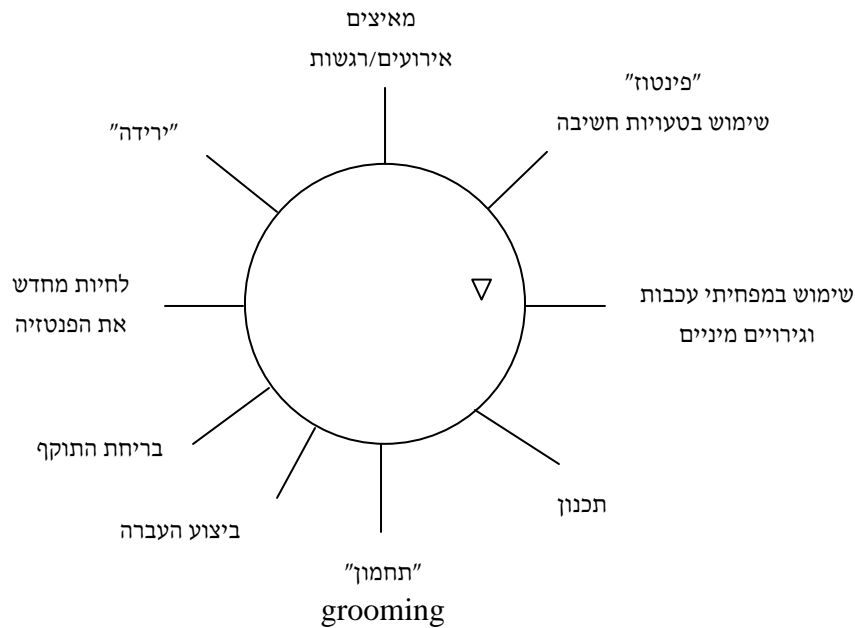 מאיצים
אירועים/רגשות
"פינטוז"
שימוש בטעויות חשיבה
שימוש במפחיתי עכבות
וגירויים מיניים
תכנון
"תחמון"
grooming
ביצוע העברה
בריחת התוקף
לחיות מחדש
את הפנטזיה
"ירידה"